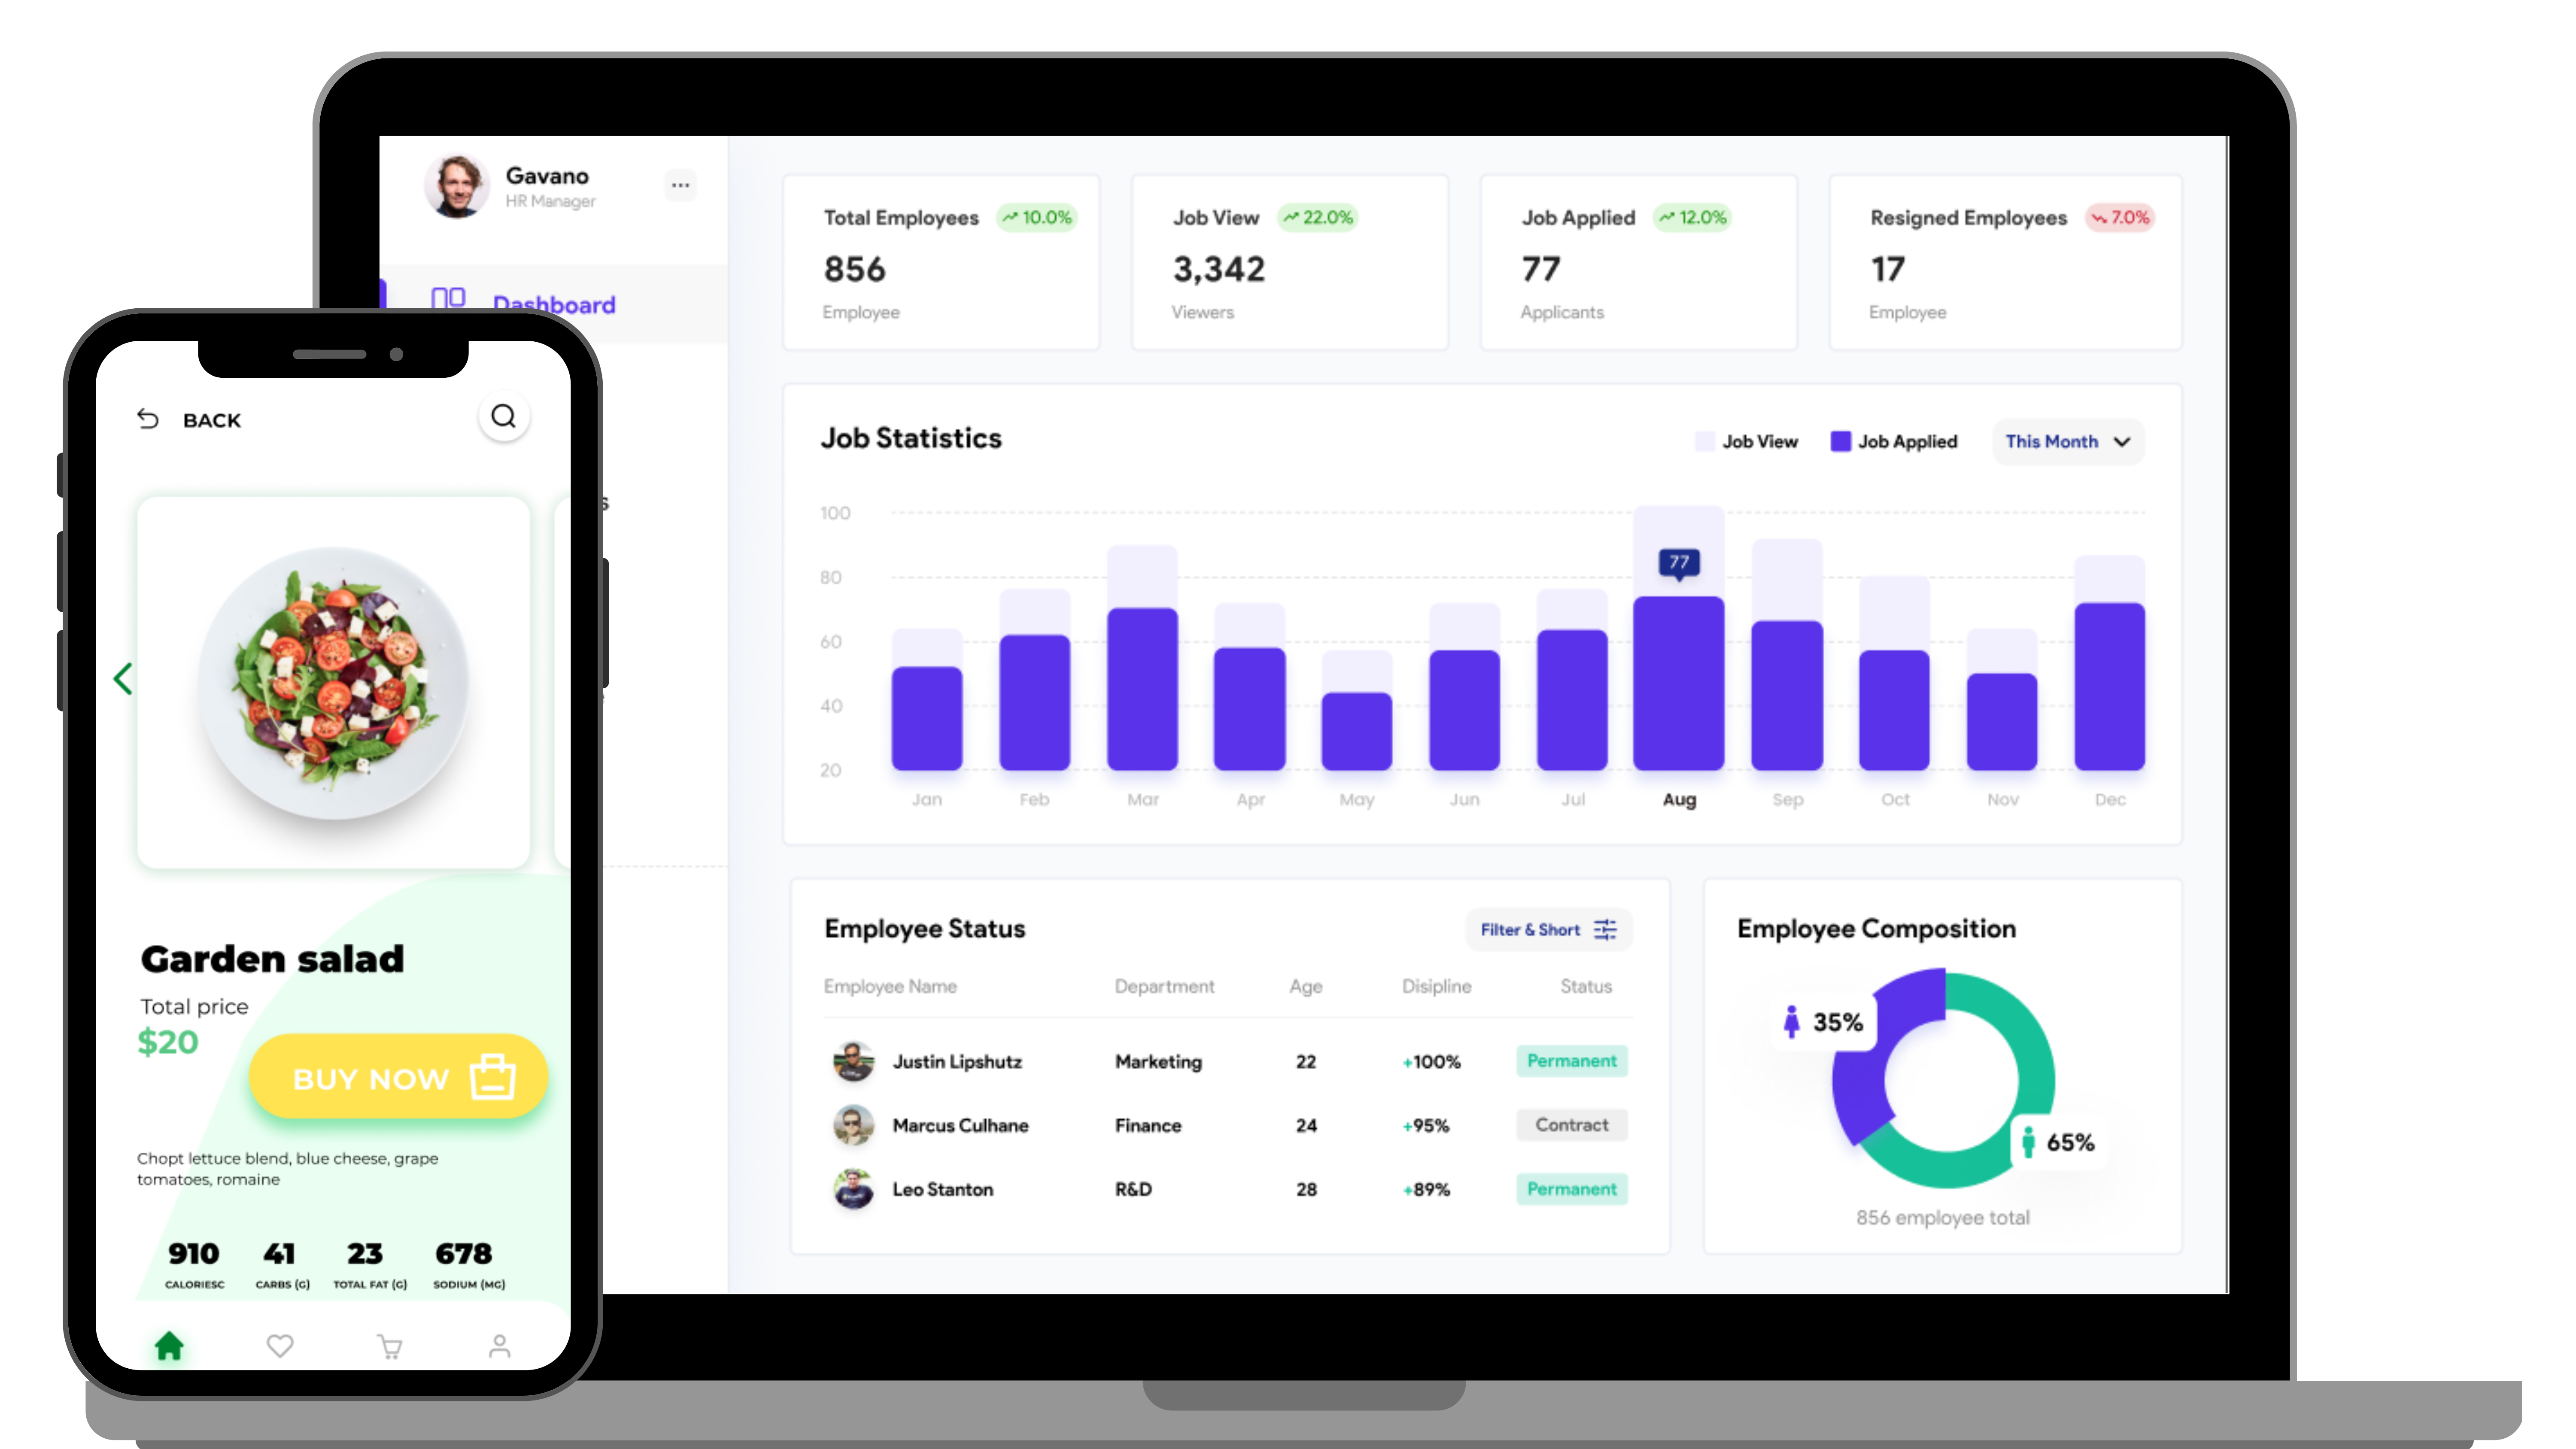 Gavano
HR Manager
Dashboard
Total Employees 10.0%
856
Employee
Job View 22.0%
3,342
Viewers
Job Applied 12.0%
77
Applicants
Resigned Employees 7.0%
17
Employee
Job Statistics
Job View Job Applied This Month
100
80
60
40
20
77
Jan Feb Mar Apr May Jun Jul Aug Sep Oct Nov Dec
Employee Status
Filter & Short
Employee Name Department Age Disipline Status
Justin Lipshutz Marketing 22 +100% Permanent
Marcus Culhane Finance 24 +95% Contract
Leo Stanton R&D 28 +89% Permanent
Employee Composition
35%
65%
856 employee total
BACK
Garden salad
Total price
$20
BUY NOW
Chopt lettuce blend, blue cheese, grape
tomatoes, romaine
910 41 23 678
CALORIESC CARBS (G) TOTAL FAT (G) SODIUM (MG)